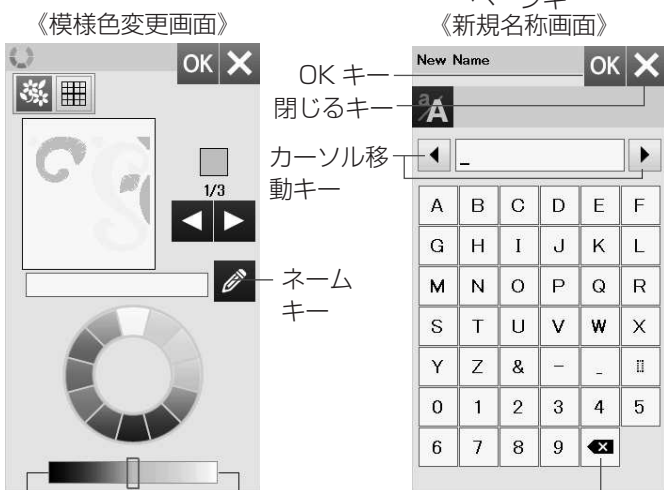 《模様色変更画面》
OK
1/3
ネーム
キー
《新規名称画面》
OK キー
閉じるキー
カーソル移
動キー
New Name
OK
a/A
_
A B C D E F
G H I J K L
M N O P Q R
S T U V W X
Y Z & - _
0 1 2 3 4 5
6 7 8 9